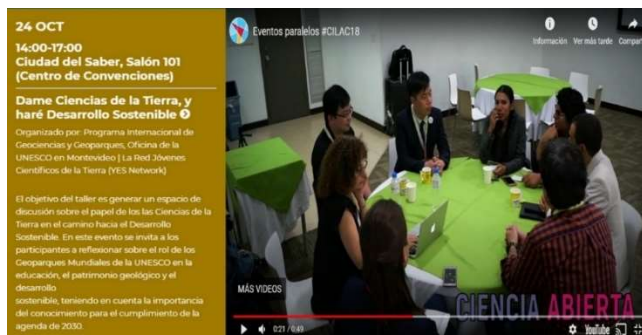 24 OCT
14:00-17:00
Ciudad del Saber, Salón 101
(Centro de Convenciones)
Dame Ciencias de la Tierra, y
haré Desarrollo Sostenible
Organizado por: Programa Internacional de
Geociencias y Geoparques, Oficina de la
UNESCO en Montevideo | La Red Jóvenes
Científicos de la Tierra (YES Network)
El objetivo del taller es generar un espacio de
discusión sobre el papel de los las Ciencias de la
Tierra en el camino hacia el Desarrollo
Sostenible. En este evento se invita a los
participantes a reflexionar sobre el rol de los
Geoparques Mundiales de la UNESCO en la
educación, el patrimonio geológico y el
desarrollo
sostenible, teniendo en cuenta la importancia
del conocimiento para el cumplimiento de la
agenda de 2030.
Eventos paralelos #CILAC18
Información Ver más tarde Compartí
MÁS VIDEOS
CIENCIA ABIERTA
0:21 / 0:49
YouTube